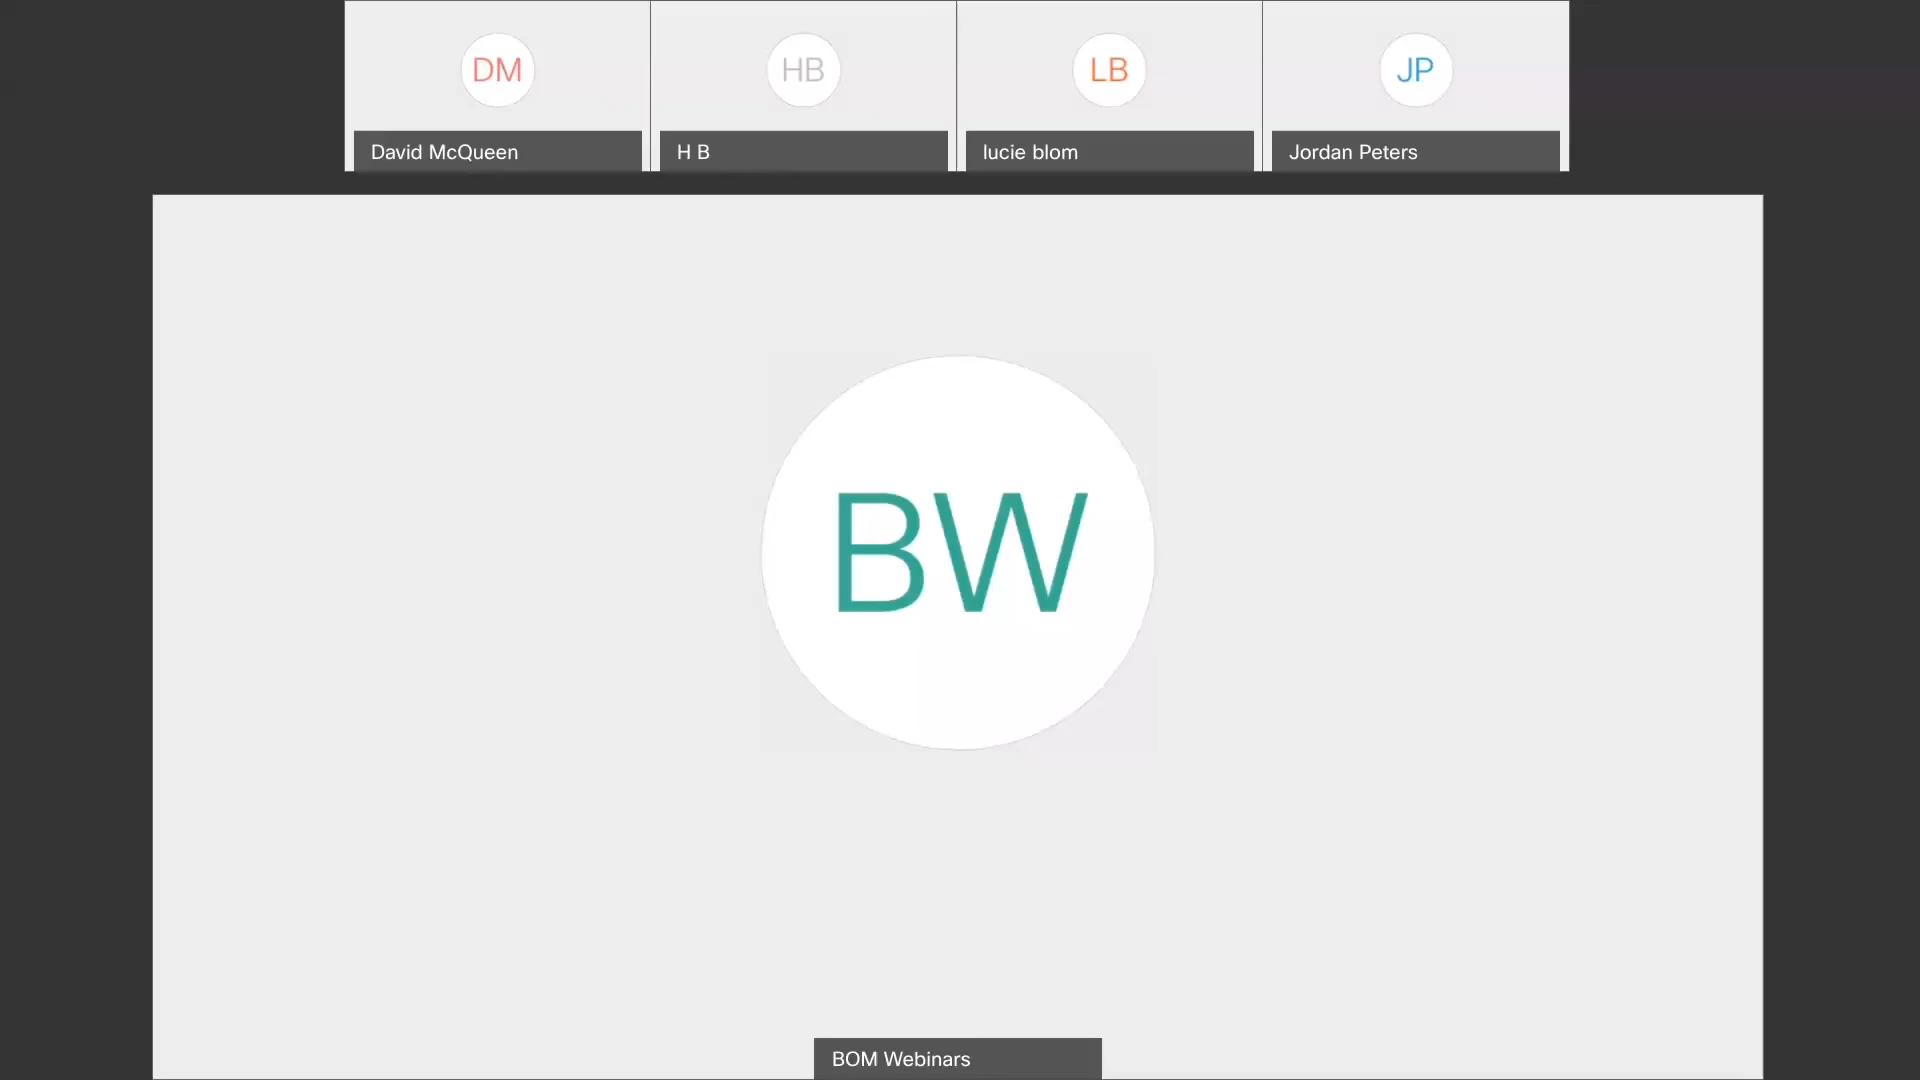 DM
HB
LB
JP
David McQueen
H B
lucie blom
Jordan Peters
BW
BOM Webinars